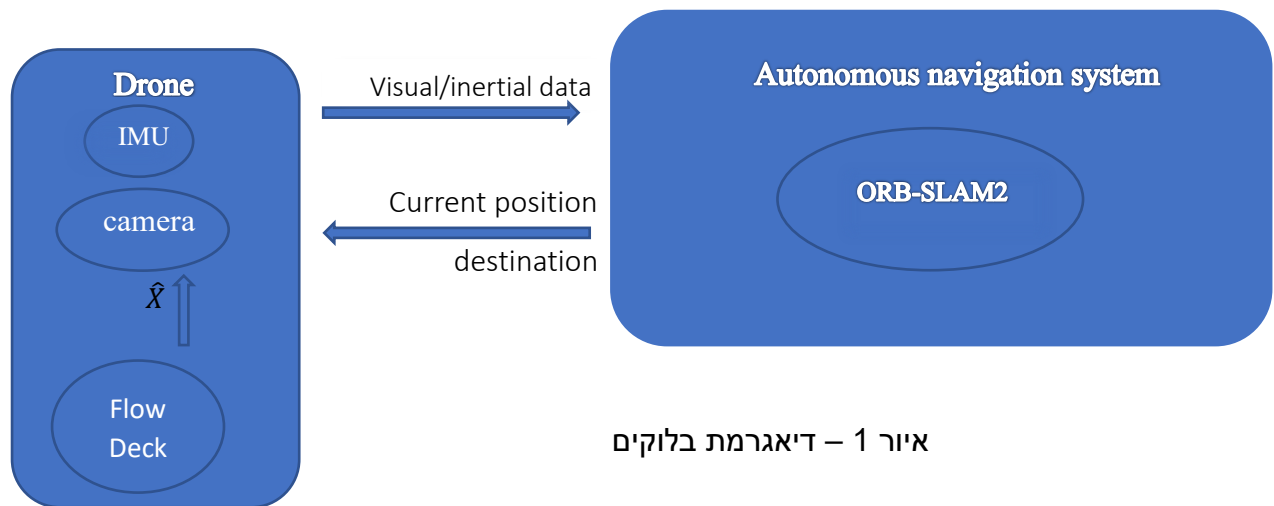 Drone
IMU
camera
X̂
Flow
Deck
Visual/inertial data
Current position
destination
Autonomous navigation system
ORB-SLAM2
איור 1 – דיאגרמת בלוקים